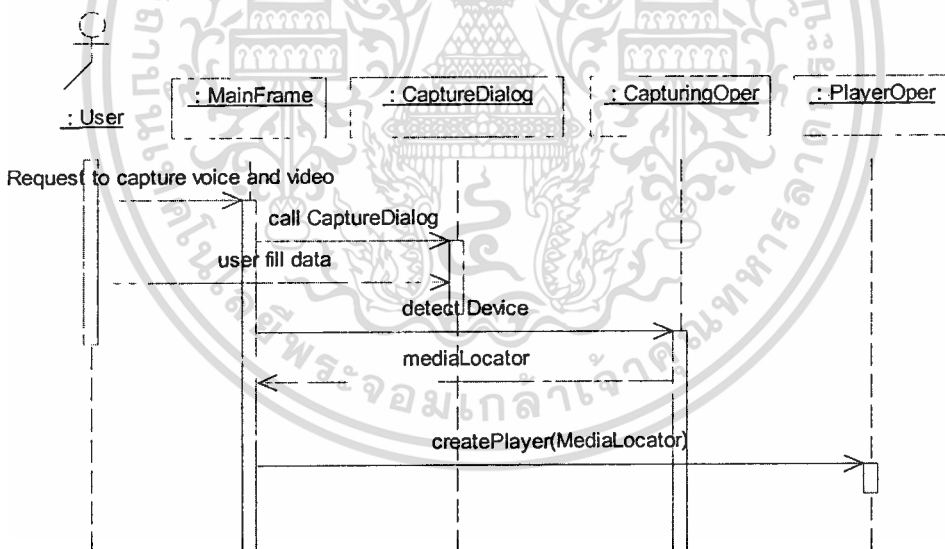 : User
: MainFrame
: CaptureDialog
: CapturingOper
: PlayerOper
Request to capture voice and video
call CaptureDialog
user fill data
detect Device
mediaLocator
createPlayer(MediaLocator)